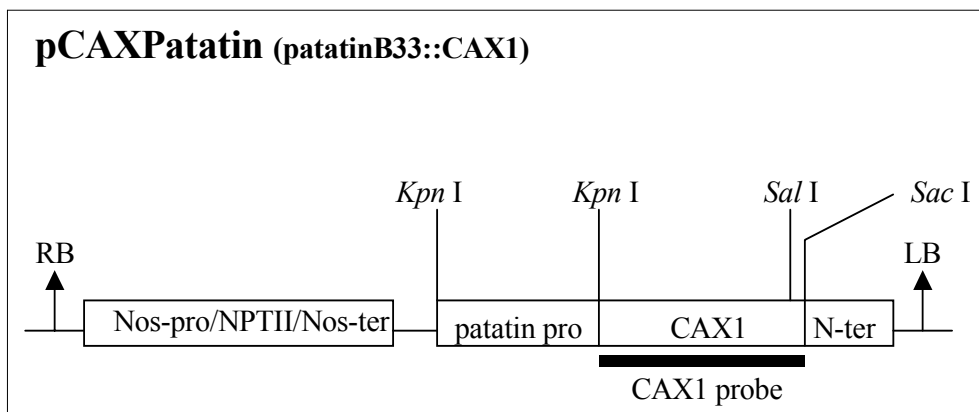 pCAXPatatin (patatinB33::CAX1)
Kpn I Kpn I Sal I Sac I
RB LB
Nos-pro/NPTII/Nos-ter patatin pro CAX1 N-ter
CAX1 probe